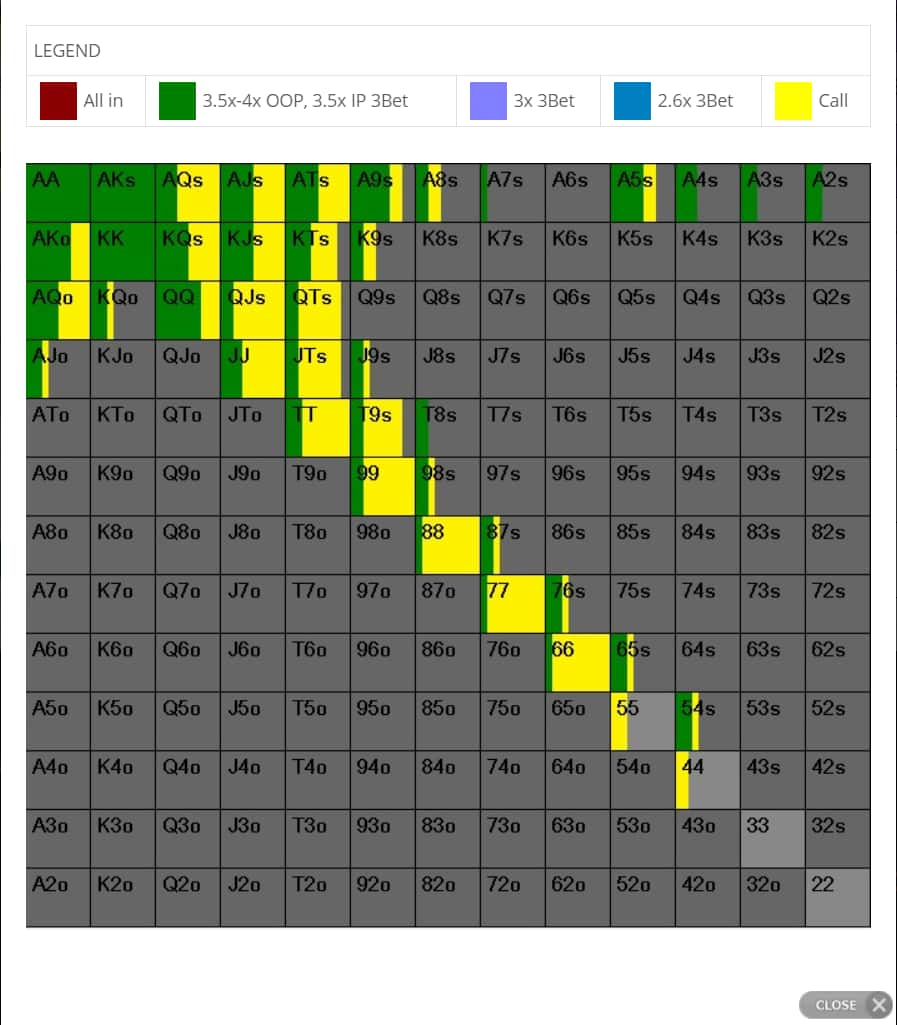 LEGEND
All in 3.5x-4x OOP, 3.5x IP 3Bet 3x 3Bet 2.6x 3Bet Call
AA AKs AQs AJs ATs A9s A8s A7s A6s A5s A4s A3s A2s
AKo KK KQs KJs KTs K9s K8s K7s K6s K5s K4s K3s K2s
AQo KQo QQ QJs QTs Q9s Q8s Q7s Q6s Q5s Q4s Q3s Q2s
AJo KJo QJo JJ JTs J9s J8s J7s J6s J5s J4s J3s J2s
ATo KTo QTo JTo TT T9s T8s T7s T6s T5s T4s T3s T2s
A9o K9o Q9o J9o T9o 99 98s 97s 96s 95s 94s 93s 92s
A8o K8o Q8o J8o T8o 98o 88 87s 86s 85s 84s 83s 82s
A7o K7o Q7o J7o T7o 97o 87o 77 76s 75s 74s 73s 72s
A6o K6o Q6o J6o T6o 96o 86o 76o 66 65s 64s 63s 62s
A5o K5o Q5o J5o T5o 95o 85o 75o 65o 55 54s 53s 52s
A4o K4o Q4o J4o T4o 94o 84o 74o 64o 54o 44 43s 42s
A3o K3o Q3o J3o T3o 93o 83o 73o 63o 53o 43o 33 32s
A2o K2o Q2o J2o T2o 92o 82o 72o 62o 52o 42o 32o 22
CLOSE